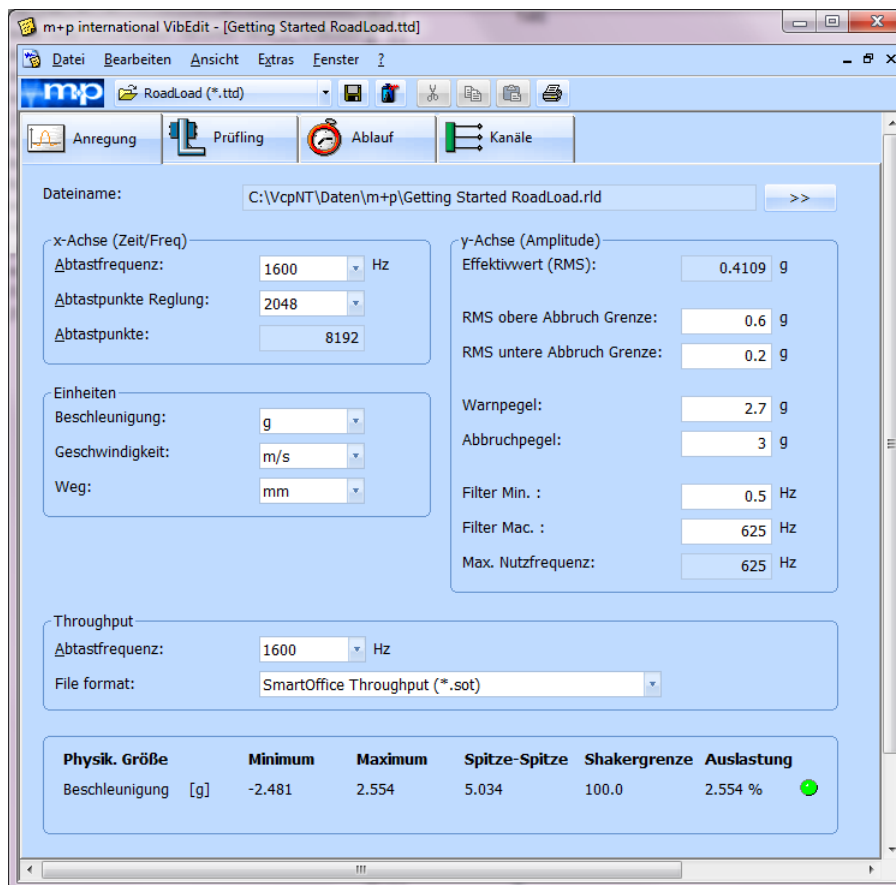 m+p international VibEdit - [Getting Started RoadLoad.ttd]
Datei Bearbeiten Ansicht Extras Fenster ?
m+p RoadLoad (*.ttd)
Anregung Prüfling Ablauf Kanäle
Dateiname: C:\VcpNT\Daten\m+p\Getting Started RoadLoad.rld >>
x-Achse (Zeit/Freq)
Abtastfrequenz: 1600 Hz
Abtastpunkte Reglung: 2048
Abtastpunkte: 8192
Einheiten
Beschleunigung: g
Geschwindigkeit: m/s
Weg: mm
y-Achse (Amplitude)
Effektivwert (RMS): 0.4109 g
RMS obere Abbruch Grenze: 0.6 g
RMS untere Abbruch Grenze: 0.2 g
Warnpegel: 2.7 g
Abbruchpegel: 3 g
Filter Min. : 0.5 Hz
Filter Mac. : 625 Hz
Max. Nutzfrequenz: 625 Hz
Throughput
Abtastfrequenz: 1600 Hz
File format: SmartOffice Throughput (*.sot)
Physik. Größe Minimum Maximum Spitze-Spitze Shakergrenze Auslastung
Beschleunigung [g] -2.481 2.554 5.034 100.0 2.554 %